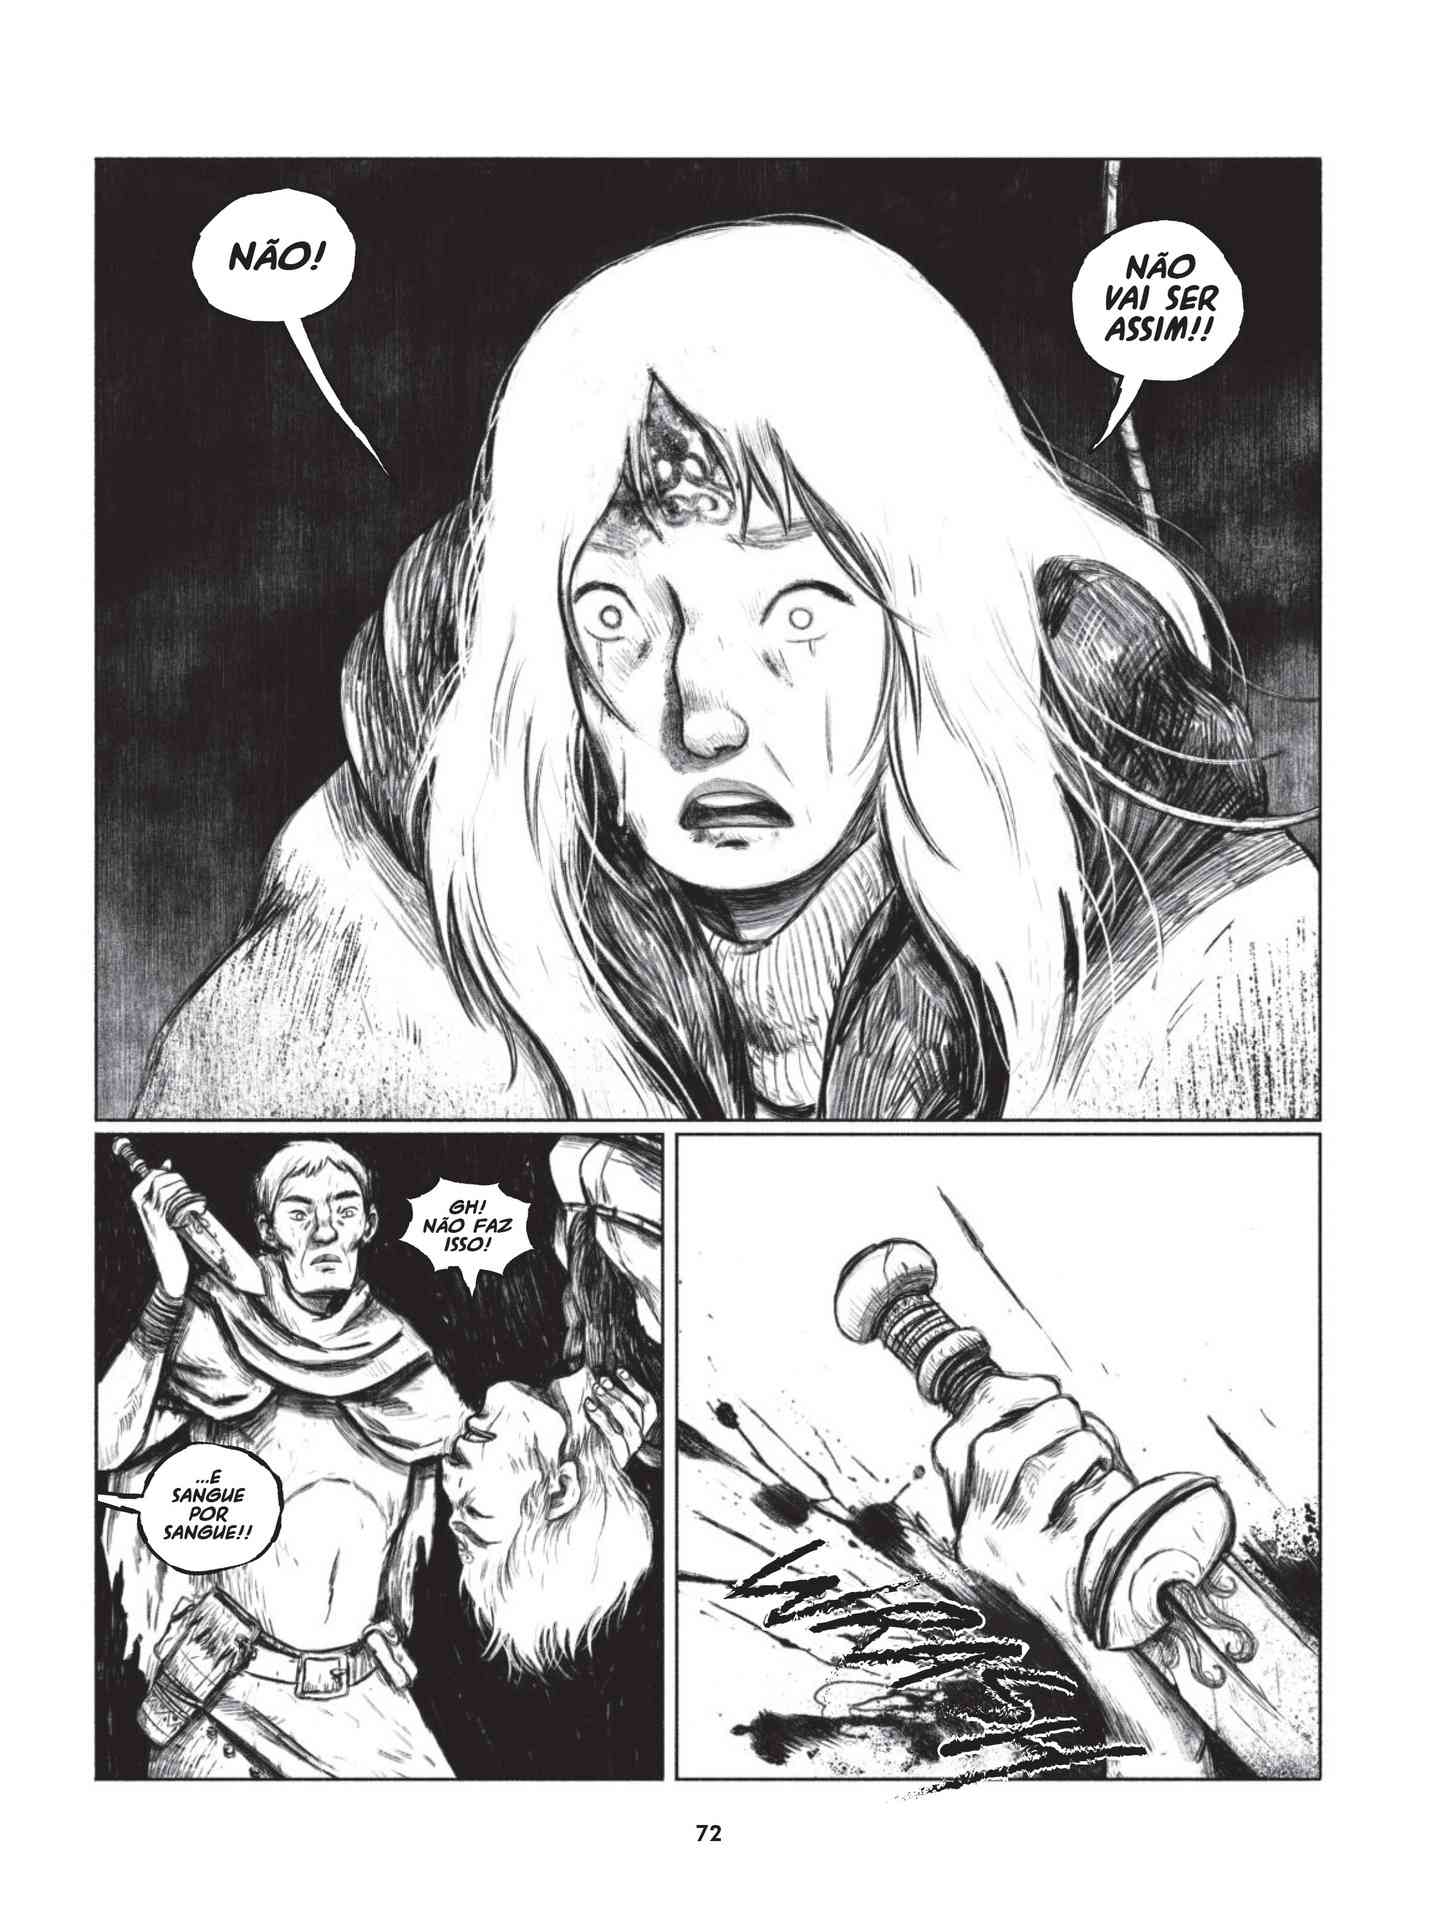 NÃO!
NÃO
VAI SER
ASSIM!!
GH!
NÃO FAZ
ISSO!
...E
SANGUE
POR
SANGUE!!
72